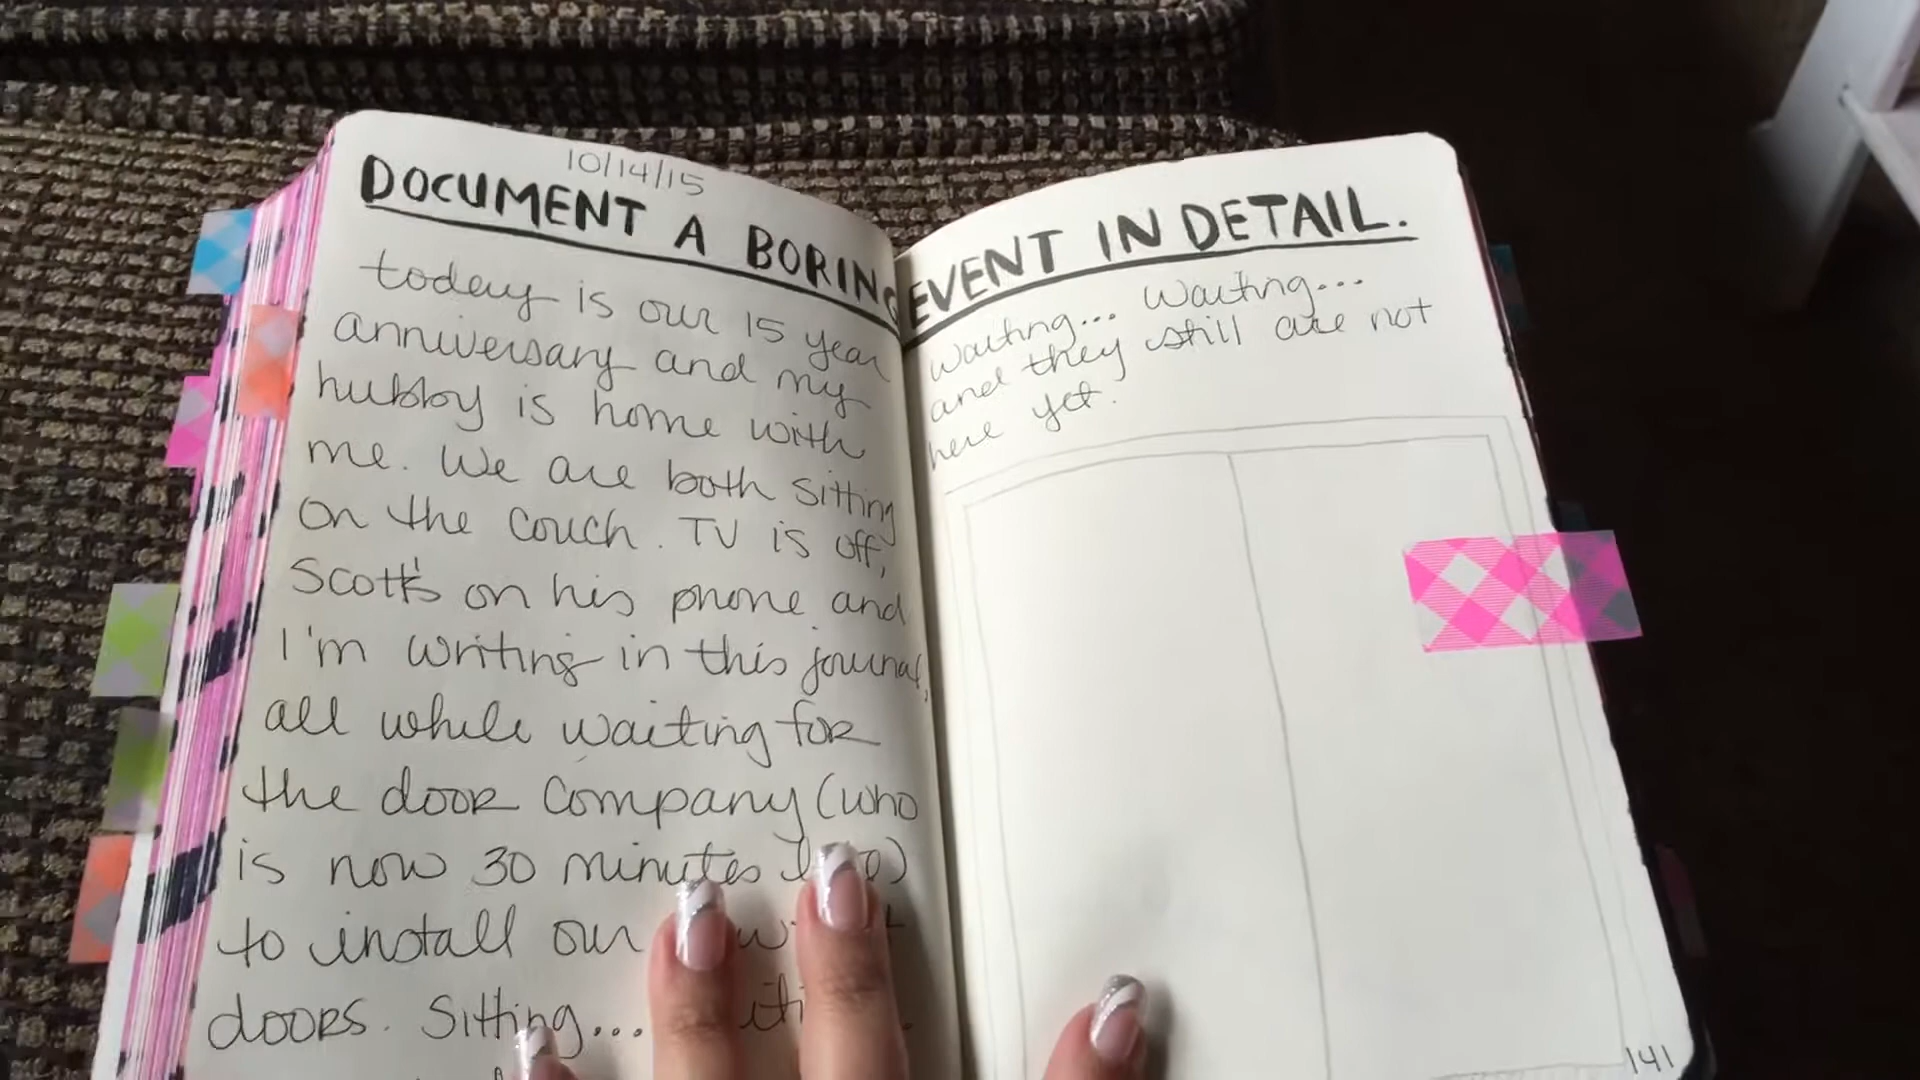 10/14/15
DOCUMENT A BORING EVENT IN DETAIL.
today is our 15 year
anniversary and my
hubby is home with
me. We are both sitting
on the couch. TV is off,
Scott's on his phone and
I'm writing in this journal,
all while waiting for
the door company (who
is now 30 minutes
to install our
doors. Sitting...
Waiting... Waiting...
and they still are not
here yet.
141